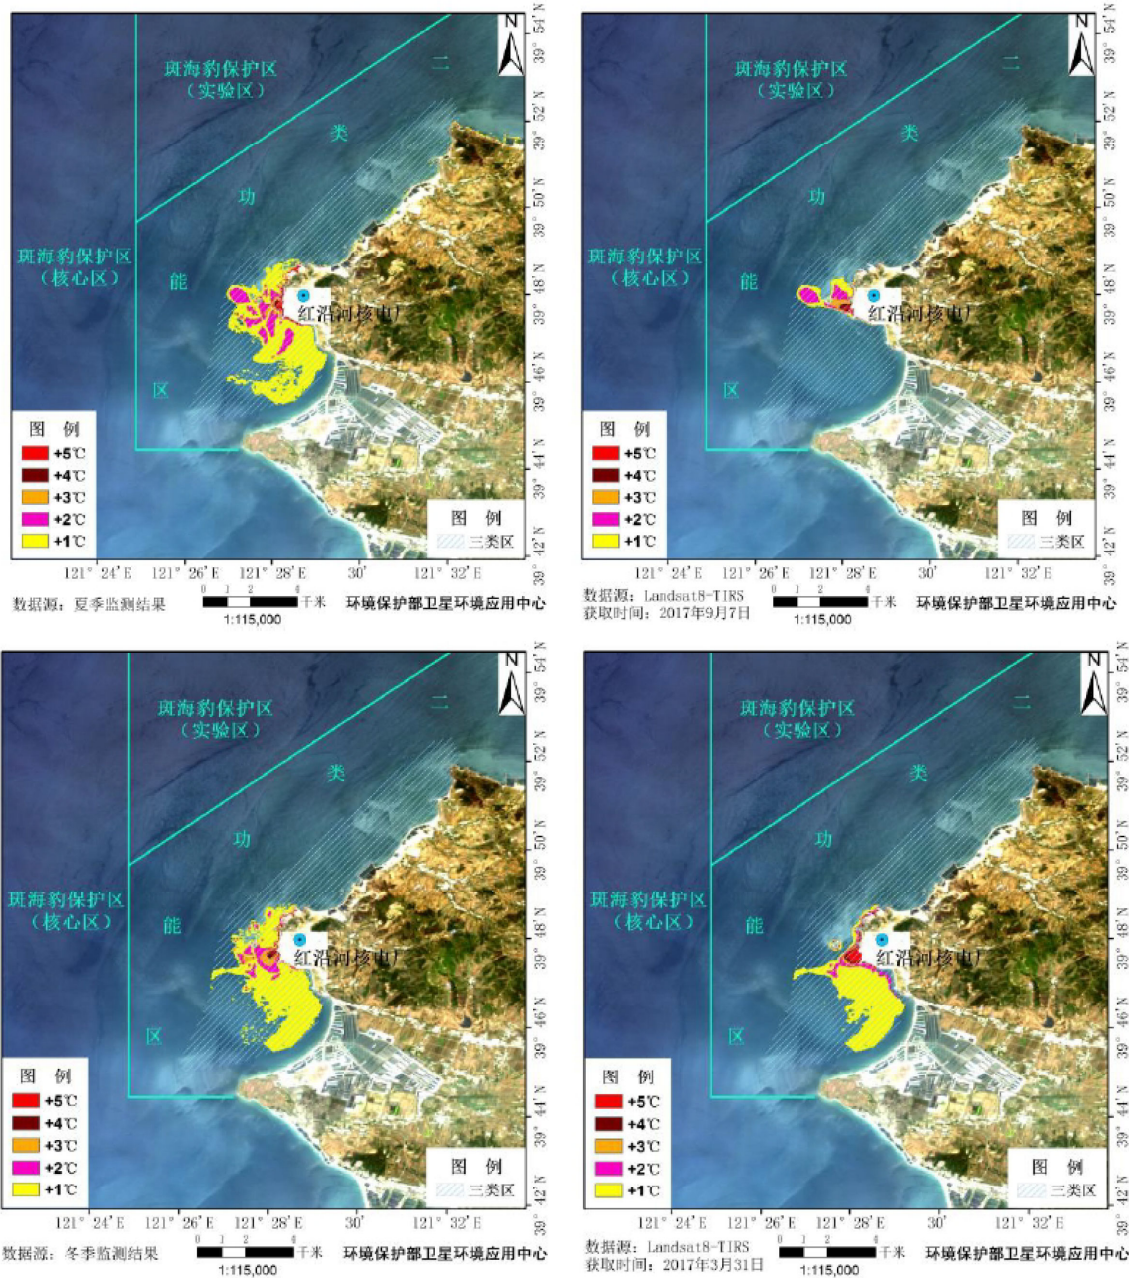 N
斑海豹保护区
（实验区）
二
类
功
斑海豹保护区
（核心区）
能
红沿河核电厂
区
图 例
+5℃
+4℃
+3℃
+2℃
+1℃
图 例
三类区
39° 54′ N
39° 52′ N
39° 50′ N
39° 48′ N
39° 46′ N
39° 44′ N
39° 42′ N
121° 24′ E
121° 26′ E
121° 28′ E
30′
121° 32′ E
数据源：夏季监测结果
0 1 2 4
千米
1:115,000
环境保护部卫星环境应用中心
N
斑海豹保护区
（实验区）
二
类
功
斑海豹保护区
（核心区）
能
红沿河核电厂
区
图 例
+5℃
+4℃
+3℃
+2℃
+1℃
图 例
三类区
39° 54′ N
39° 52′ N
39° 50′ N
39° 48′ N
39° 46′ N
39° 44′ N
39° 42′ N
121° 24′ E
121° 26′ E
121° 28′ E
30′
121° 32′ E
数据源：Landsat8-TIRS
获取时间：2017年9月7日
0 1 2 4
千米
1:115,000
环境保护部卫星环境应用中心
N
斑海豹保护区
（实验区）
二
类
功
斑海豹保护区
（核心区）
能
红沿河核电厂
区
图 例
+5℃
+4℃
+3℃
+2℃
+1℃
图 例
三类区
39° 54′ N
39° 52′ N
39° 50′ N
39° 48′ N
39° 46′ N
39° 44′ N
39° 42′ N
121° 24′ E
121° 26′ E
121° 28′ E
30′
121° 32′ E
数据源：冬季监测结果
0 1 2 4
千米
1:115,000
环境保护部卫星环境应用中心
N
斑海豹保护区
（实验区）
二
类
功
斑海豹保护区
（核心区）
能
红沿河核电厂
区
图 例
+5℃
+4℃
+3℃
+2℃
+1℃
图 例
三类区
39° 54′ N
39° 52′ N
39° 50′ N
39° 48′ N
39° 46′ N
39° 44′ N
39° 42′ N
121° 24′ E
121° 26′ E
121° 28′ E
30′
121° 32′ E
数据源：Landsat8-TIRS
获取时间：2017年3月31日
0 1 2 4
千米
1:115,000
环境保护部卫星环境应用中心